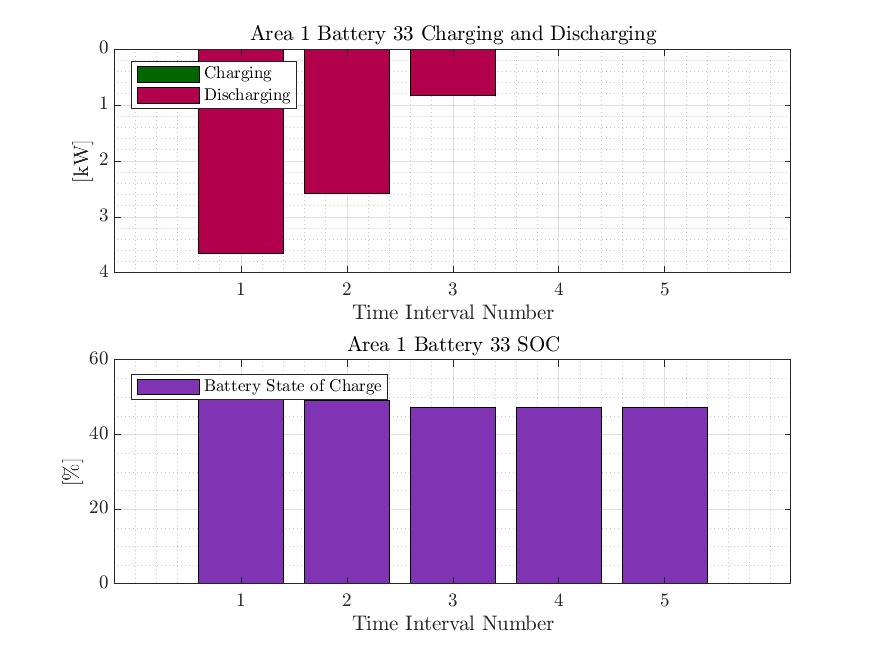 Area 1 Battery 33 Charging and Discharging
0
1
2
3
4
[kW]
Charging
Discharging
1 2 3 4 5
Time Interval Number
Area 1 Battery 33 SOC
60
40
20
0
[%]
Battery State of Charge
1 2 3 4 5
Time Interval Number